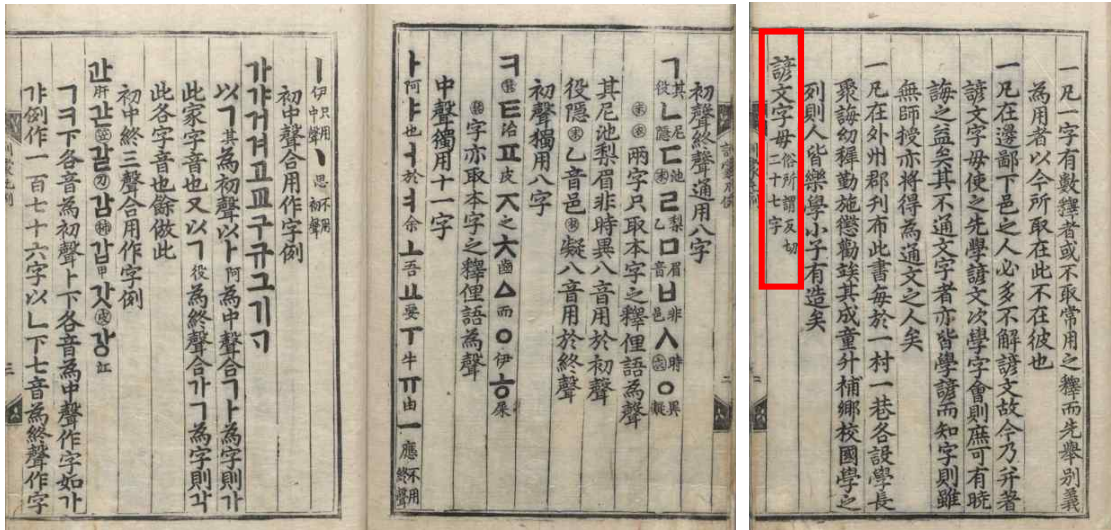 一凡一字有數釋者或不取常用之釋而先舉別義
為用者以今所取在此不在彼也
一凡在邊鄙下邑之人必多不解諺文故今乃幷著
諺文字母使之先學諺文次學字會則庶可有曉
誨之益矣其不通文字者亦皆學諺而知字則雖
無師授亦將得為通文之人矣
一凡在外州郡刊布此書每於一村一巷各設學長
聚誨幼穉勤施懲勸竢其成童升補鄉校國學之
列則人皆樂學小子有造矣
諺文字母 俗所謂反切二十七字
初聲終聲通用八字
ㄱ其役 ㄴ尼隱 ㄷ池末 ㄹ梨乙 ㅁ眉音 ㅂ非邑 ㅅ時衣 ㆁ異凝
末衣兩字只取本字之釋俚語為聲
其尼池梨眉非時異八音用於初聲
役隱末乙音邑衣凝八音用於終聲
初聲獨用八字
ㅋ箕 ㅌ治 ㅍ皮 ㅈ之 ㅊ齒 ㅿ而 ㅇ伊 ㅎ屎
箕字亦取本字之釋俚語為聲
中聲獨用十一字
ㅏ阿 ㅑ也 ㅓ於 ㅕ余 ㅗ吾 ㅛ要 ㅜ牛 ㅠ由 ㅡ應不用終聲
ㅣ伊只用中聲 ㆍ思不用初聲
初中聲合用作字例
가갸거겨고교구규그기ᄀᆞ
以ㄱ其為初聲以ㅏ阿為中聲合ㄱㅏ為字則가
此家字音也又以ㄱ役為終聲合가ㄱ為字則각
此各字音也餘倣此
初中終三聲合用作字例
간肝 갇笠 갈刀 감柿 갑甲 갓皮 강江
ㄱㅋ下各音為初聲ㅏ下各音為中聲作字如가
갸例作一百七十六字以ㄴ下七音為終聲作字